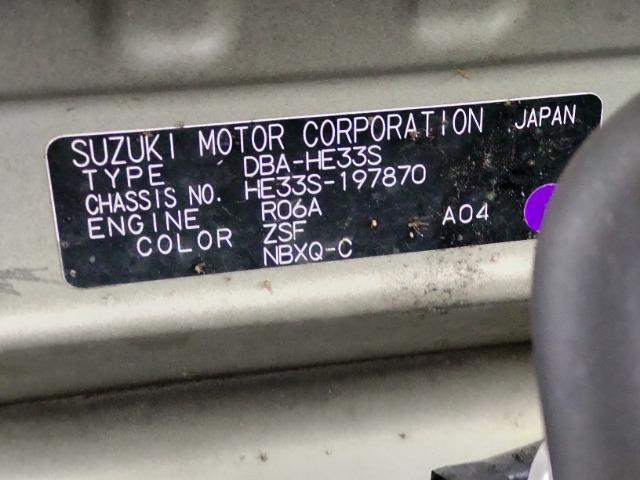 SUZUKI MOTOR CORPORATION JAPAN
TYPE DBA-HE33S
CHASSIS NO. HE33S-197870
ENGINE R06A A04
COLOR ZSF
NBXQ-C